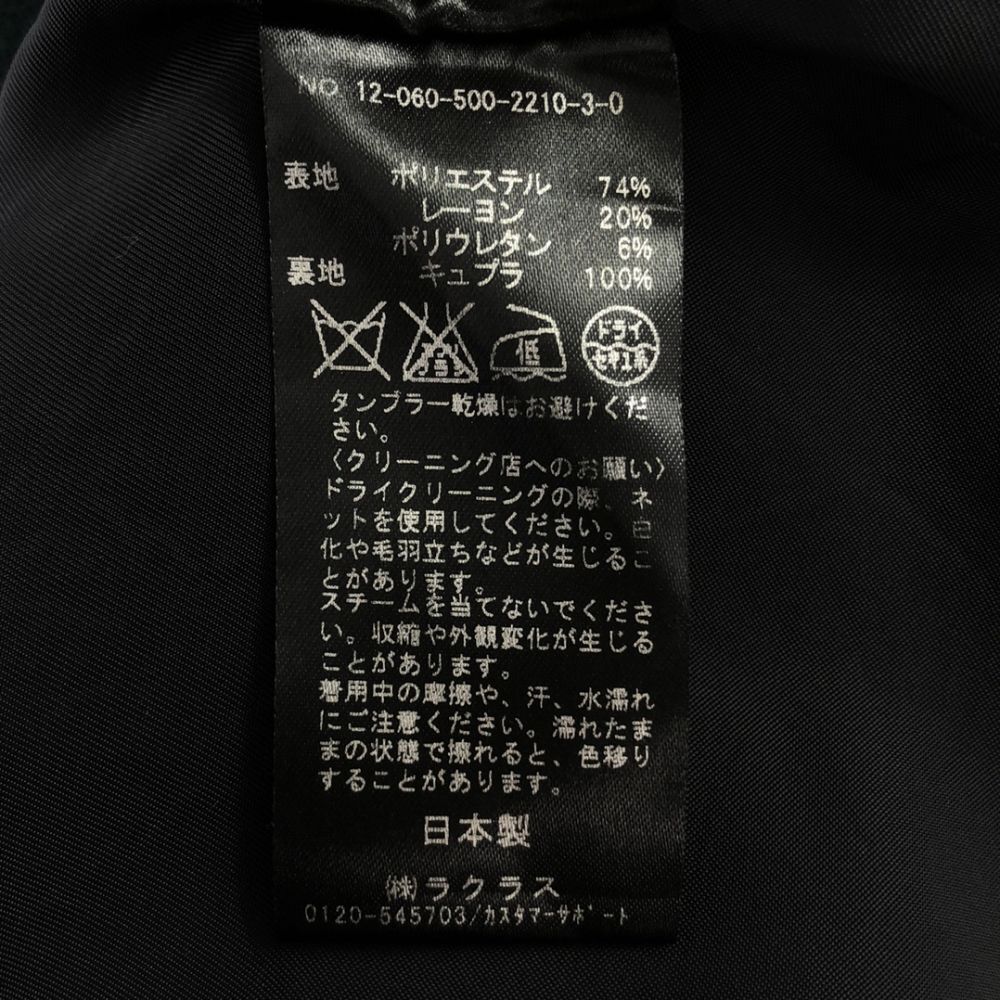 NO 12-060-500-2210-3-0
表地 ポリエステル 74%
レーヨン 20%
ポリウレタン 6%
裏地 キュプラ 100%
エンソサラシ 低 ドライ セキユ系
タンブラー乾燥はお避けくだ
さい。
〈クリーニング店へのお願い〉
ドライクリーニングの際、ネ
ットを使用してください。白
化や毛羽立ちなどが生じるこ
とがあります。
スチームを当てないでくださ
い。収縮や外観変化が生じる
ことがあります。
着用中の摩擦や、汗、水濡れ
にご注意ください。濡れたま
まの状態で擦れると、色移り
することがあります。
日本製
㈱ラクラス
0120-545703/カスタマーサポート